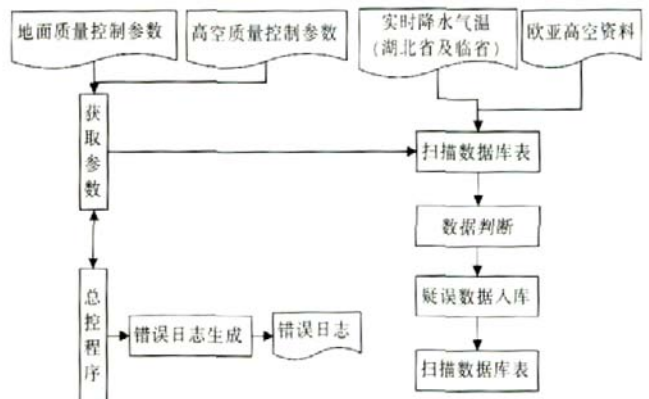 地面质量控制参数
高空质量控制参数
实时降水气温
(湖北省及临省)
欧亚高空资料
获取参数
扫描数据库表
数据判断
疑误数据入库
扫描数据库表
总控程序
错误日志生成
错误日志